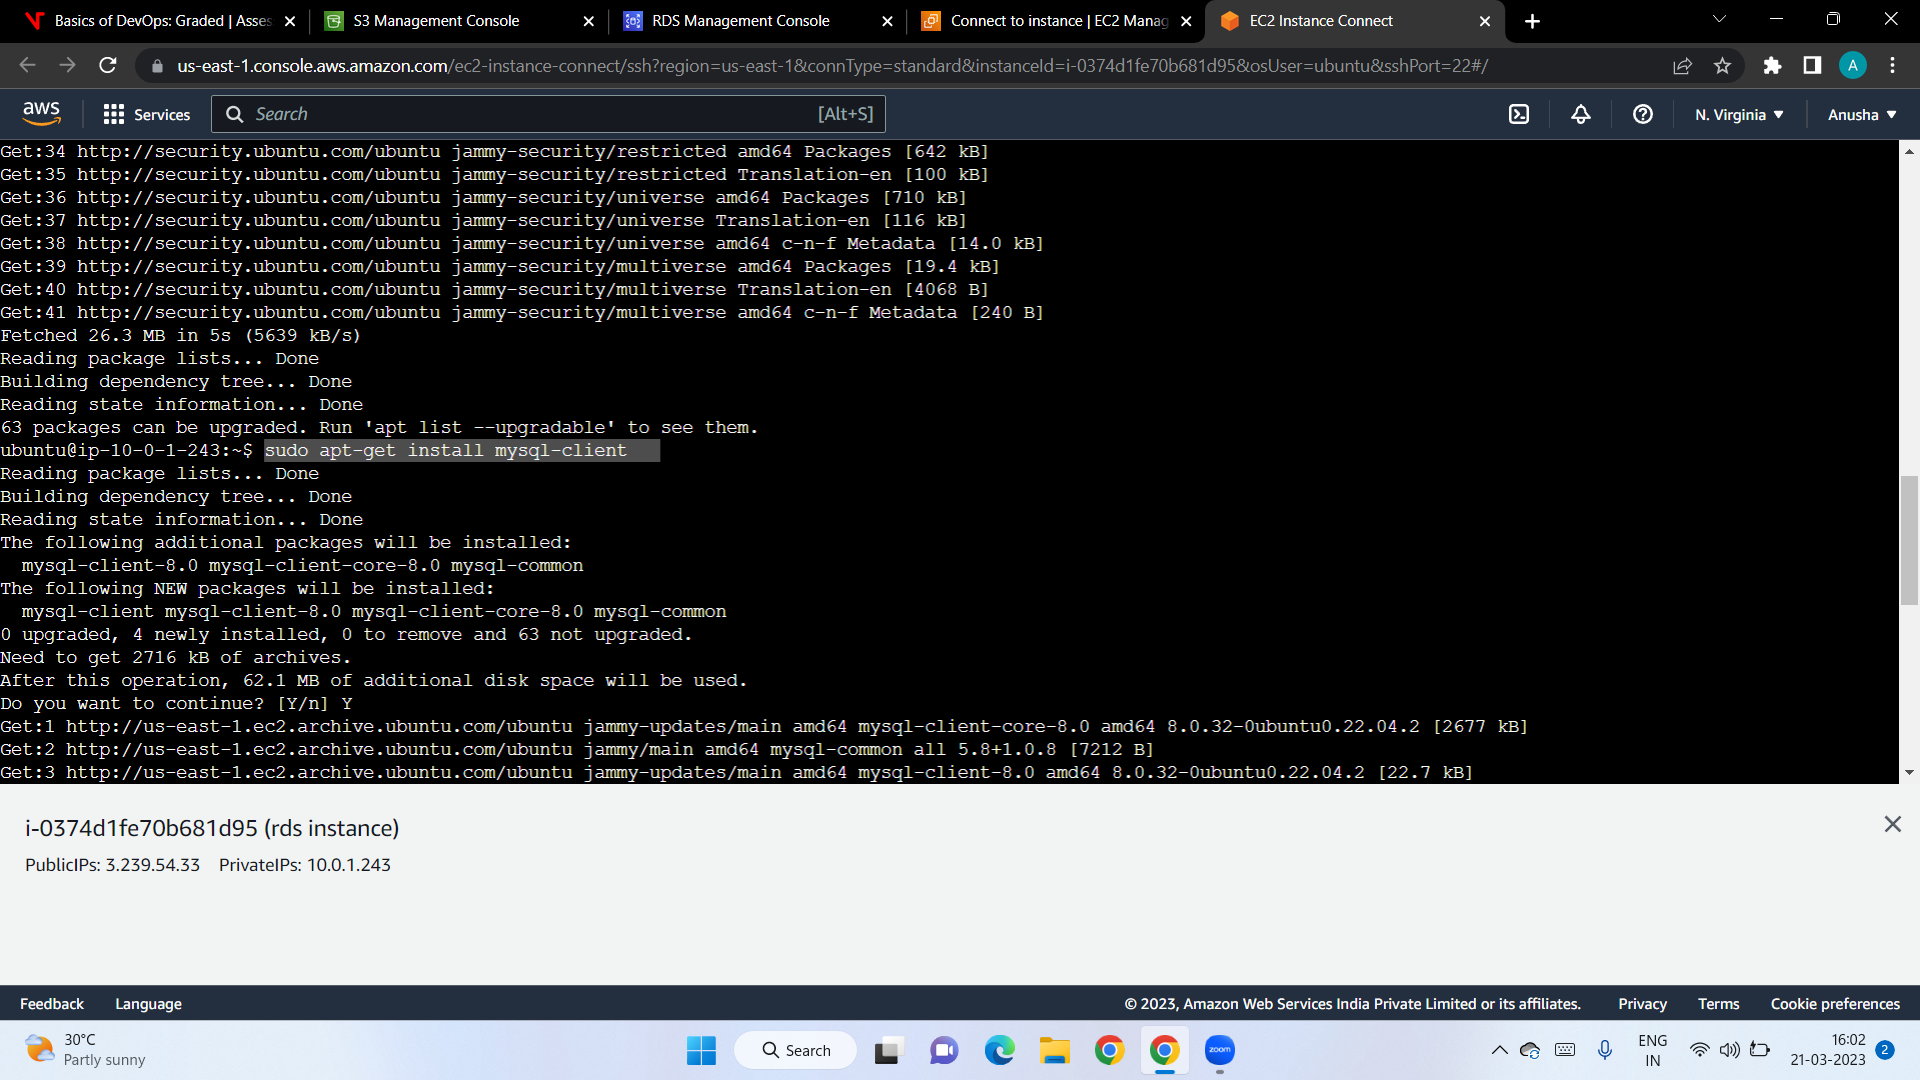 Basics of DevOps: Graded | Asses
S3 Management Console
RDS Management Console
Connect to instance | EC2 Manag
EC2 Instance Connect
us-east-1.console.aws.amazon.com/ec2-instance-connect/ssh?region=us-east-1&connType=standard&instanceId=i-0374d1fe70b681d95&osUser=ubuntu&sshPort=22#/
A
aws
Services
Search
[Alt+S]
N. Virginia
Anusha
Get:34 http://security.ubuntu.com/ubuntu jammy-security/restricted amd64 Packages [642 kB]
Get:35 http://security.ubuntu.com/ubuntu jammy-security/restricted Translation-en [100 kB]
Get:36 http://security.ubuntu.com/ubuntu jammy-security/universe amd64 Packages [710 kB]
Get:37 http://security.ubuntu.com/ubuntu jammy-security/universe Translation-en [116 kB]
Get:38 http://security.ubuntu.com/ubuntu jammy-security/universe amd64 c-n-f Metadata [14.0 kB]
Get:39 http://security.ubuntu.com/ubuntu jammy-security/multiverse amd64 Packages [19.4 kB]
Get:40 http://security.ubuntu.com/ubuntu jammy-security/multiverse Translation-en [4068 B]
Get:41 http://security.ubuntu.com/ubuntu jammy-security/multiverse amd64 c-n-f Metadata [240 B]
Fetched 26.3 MB in 5s (5639 kB/s)
Reading package lists... Done
Building dependency tree... Done
Reading state information... Done
63 packages can be upgraded. Run 'apt list --upgradable' to see them.
ubuntu@ip-10-0-1-243:~$ sudo apt-get install mysql-client
Reading package lists... Done
Building dependency tree... Done
Reading state information... Done
The following additional packages will be installed:
mysql-client-8.0 mysql-client-core-8.0 mysql-common
The following NEW packages will be installed:
mysql-client mysql-client-8.0 mysql-client-core-8.0 mysql-common
0 upgraded, 4 newly installed, 0 to remove and 63 not upgraded.
Need to get 2716 kB of archives.
After this operation, 62.1 MB of additional disk space will be used.
Do you want to continue? [Y/n] Y
Get:1 http://us-east-1.ec2.archive.ubuntu.com/ubuntu jammy-updates/main amd64 mysql-client-core-8.0 amd64 8.0.32-0ubuntu0.22.04.2 [2677 kB]
Get:2 http://us-east-1.ec2.archive.ubuntu.com/ubuntu jammy/main amd64 mysql-common all 5.8+1.0.8 [7212 B]
Get:3 http://us-east-1.ec2.archive.ubuntu.com/ubuntu jammy-updates/main amd64 mysql-client-8.0 amd64 8.0.32-0ubuntu0.22.04.2 [22.7 kB]
i-0374d1fe70b681d95 (rds instance)
PublicIPs: 3.239.54.33 PrivateIPs: 10.0.1.243
Feedback
Language
© 2023, Amazon Web Services India Private Limited or its affiliates.
Privacy
Terms
Cookie preferences
30°C
Partly sunny
Search
zoom
ENG
IN
16:02
21-03-2023
2